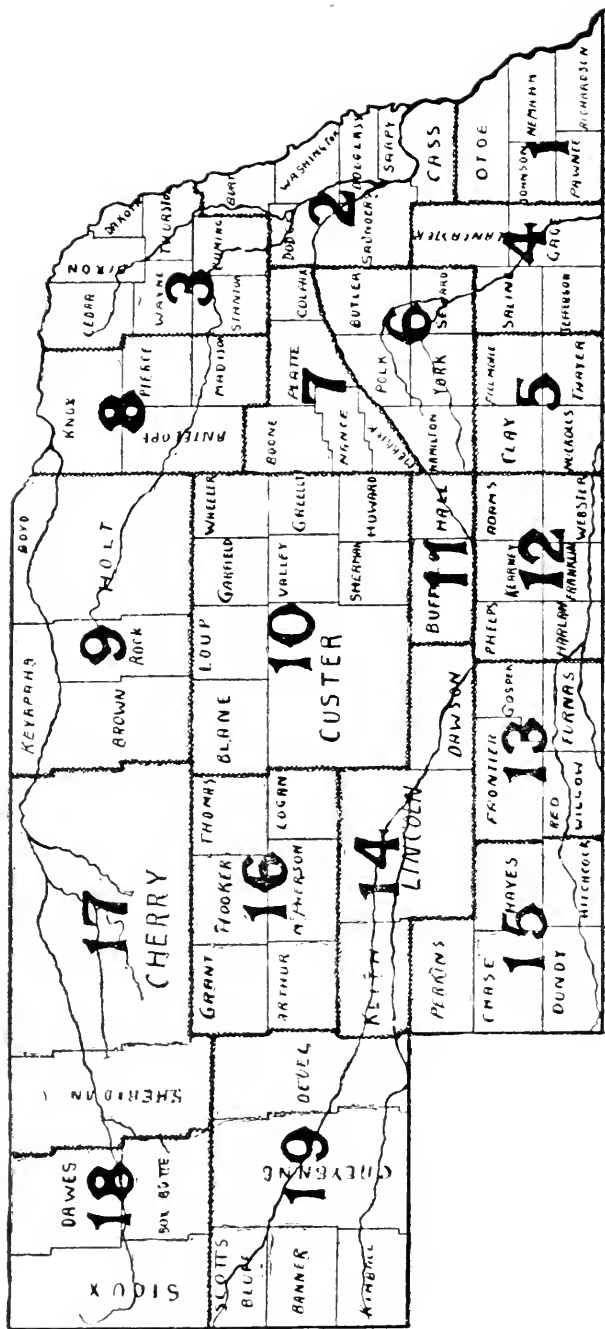 SIOUX
DAWES
18
BOX BUTTE
SHERIDAN
SCOTTS
BLUFF
BANNER
KIMBALL
CHEYENNE
19
DEUEL
CHERRY
17
GRANT
HOOKER
THOMAS
16
ARTHUR
MPHERSON
LOGAN
KEITH
LINCOLN
14
PERKINS
DAWSON
CHASE
HAYES
15
DUNDY
HITCHCOCK
FRONTIER
GOSPER
13
RED
WILLOW
FURNAS
KEYAPAHA
BROWN
ROCK
9
BOYD
HOLT
BLANE
LOUP
GARFIELD
WHEELER
10
CUSTER
VALLEY
GREELEY
SHERMAN
HOWARD
BUFFALO
HALL
11
PHELPS
KEARNEY
ADAMS
12
HARLAN
FRANKLIN
WEBSTER
KNOX
ANTELOPE
PIERCE
MADISON
8
BOONE
NANCE
PLATTE
7
COLFAX
MERRICK
POLK
BUTLER
6
HAMILTON
YORK
SEWARD
CLAY
FILLMORE
5
NUCKOLLS
THAYER
CEDAR
DIXON
DAKOTA
WAYNE
THURSTON
3
STANTON
CUMING
BURT
DODGE
WASHINGTON
2
DOUGLASS
SARPY
SAUNDERS
CASS
LANCASTER
SALINE
4
GAGE
JEFFERSON
OTOE
JOHNSON
NEMAHA
1
PAWNEE
RICHARDSON